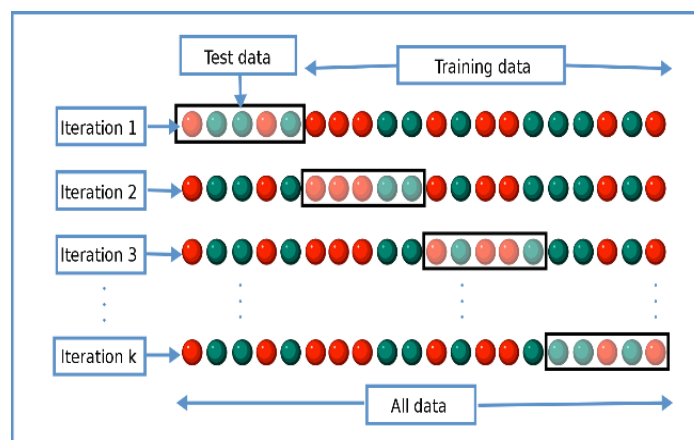 Test data
Training data
Iteration 1
Iteration 2
Iteration 3
Iteration k
All data